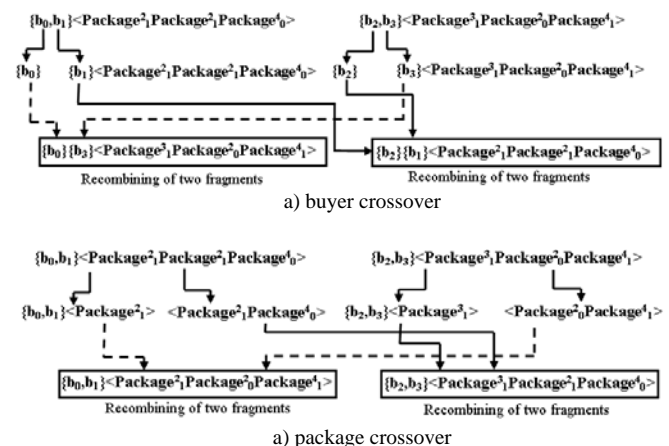 {b₀,b₁}<Package²₁Package²₁Package⁴₀> {b₂,b₃}<Package³₁Package²₀Package⁴₁>
{b₀} {b₁}<Package²₁Package²₁Package⁴₀> {b₂} {b₃}<Package³₁Package²₀Package⁴₁>
{b₀}{b₃}<Package³₁Package²₀Package⁴₁> {b₂}{b₁}<Package²₁Package²₁Package⁴₀>
Recombining of two fragments Recombining of two fragments
a) buyer crossover
{b₀,b₁}<Package²₁Package²₁Package⁴₀> {b₂,b₃}<Package³₁Package²₀Package⁴₁>
{b₀,b₁}<Package²₁> <Package²₁Package⁴₀> {b₂,b₃}<Package³₁> <Package²₀Package⁴₁>
{b₀,b₁}<Package²₁Package²₀Package⁴₁> {b₂,b₃}<Package³₁Package²₁Package⁴₀>
Recombining of two fragments Recombining of two fragments
a) package crossover